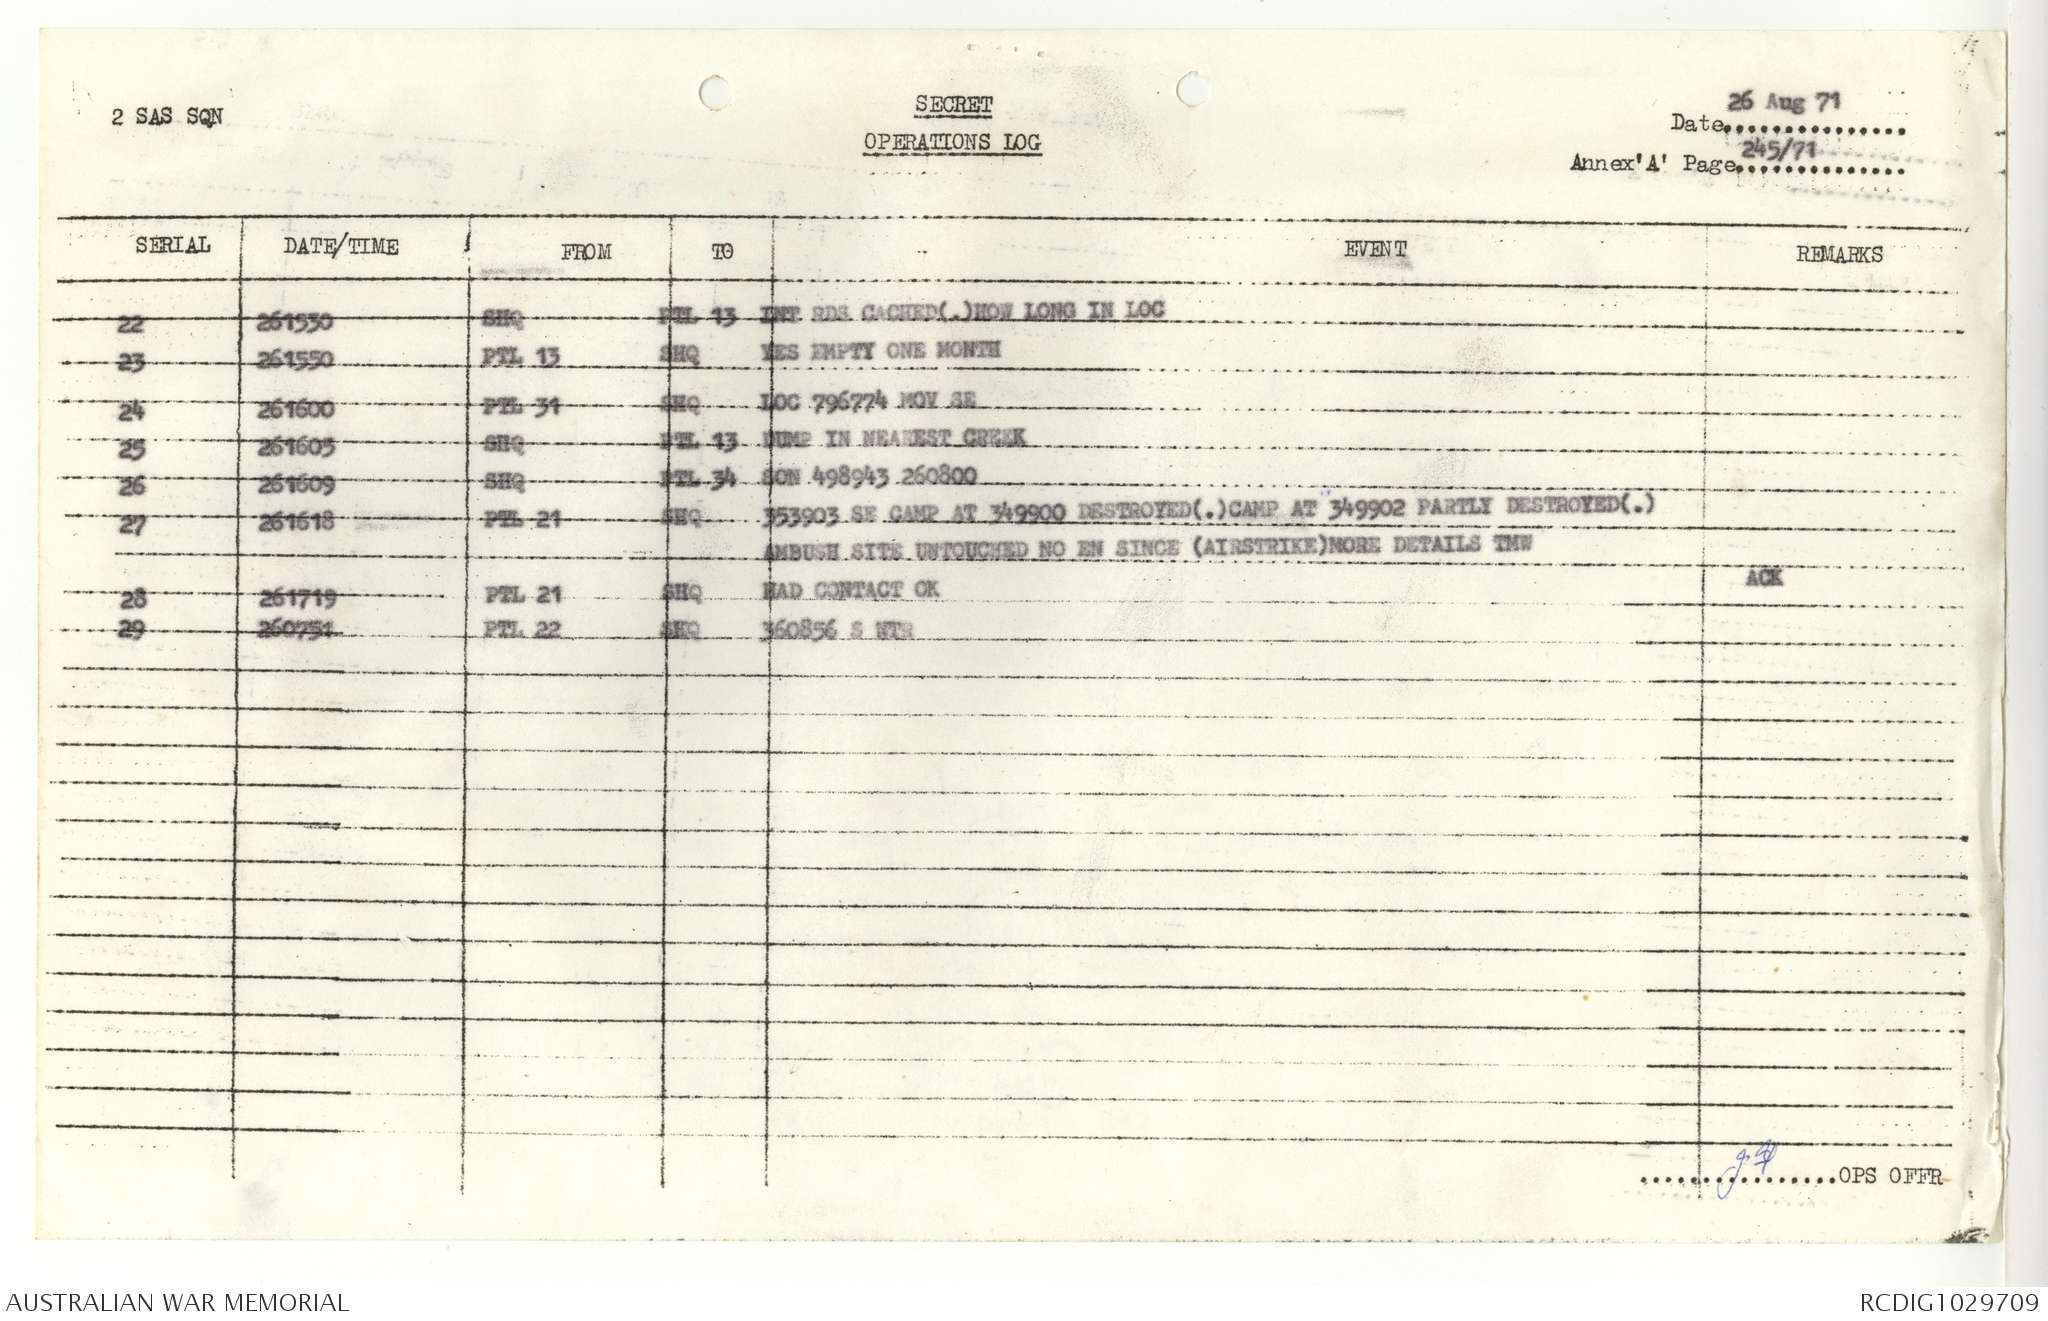 2 SAS SQN
SECRET
OPERATIONS LOG
Date 26 Aug 71
Annex'A' Page 245/71
SERIAL DATE/TIME FROM TO EVENT REMARKS
22 261530 SHQ PTL 13 INT RDS CACHED(.)HOW LONG IN LOC
23 261550 PTL 13 SHQ YES EMPTY ONE MONTH
24 261600 PTL 31 SHQ LOC 796774 MOV SE
25 261605 SHQ PTL 13 DUMP IN NEAREST CREEK
26 261609 SHQ PTL 34 SON 498943 260800
27 261618 PTL 21 SHQ 353903 SE CAMP AT 349900 DESTROYED(.)CAMP AT 349902 PARTLY DESTROYED(.)
AMBUSH SITE UNTOUCHED NO EN SINCE (AIRSTRIKE)MORE DETAILS TMW
28 261719 PTL 21 SHQ HAD CONTACT OK ACK
29 260751 PTL 22 SHQ 360856 S NTR
...............OPS OFFR
AUSTRALIAN WAR MEMORIAL
RCDIG1029709